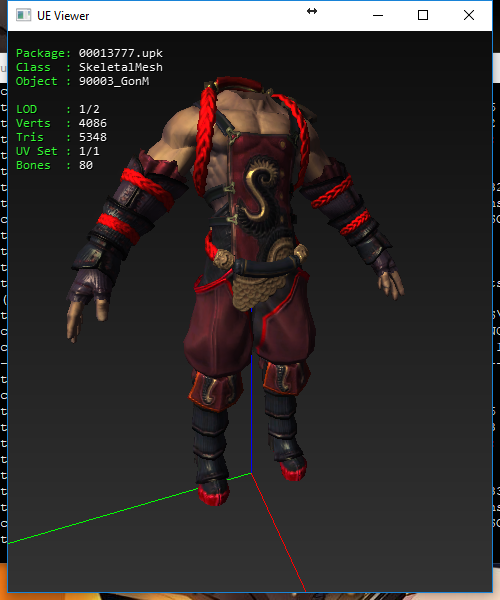 UE Viewer
Package: 00013777.upk
Class : SkeletalMesh
Object : 90003_GonM
LOD : 1/2
Verts : 4086
Tris : 5348
UV Set : 1/1
Bones : 80